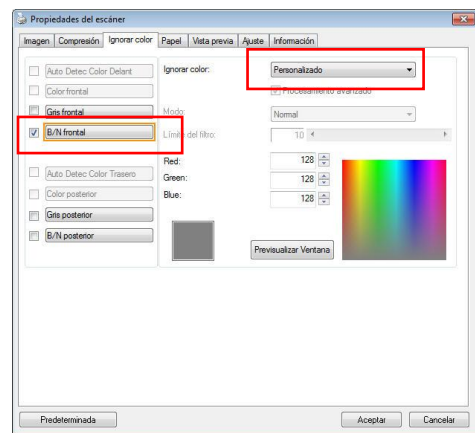 Propiedades del escáner
Imagen Compresión Ignorar color Papel Vista previa Ajuste Información
Auto Detec Color Delant
Color frontal
Gris frontal
B/N frontal
Auto Detec Color Trasero
Color posterior
Gris posterior
B/N posterior
Ignorar color: Personalizado
Procesamiento avanzado
Modo: Normal
Límite del filtro: 10
Red: 128
Green: 128
Blue: 128
Previsualizar Ventana
Predeterminada Aceptar Cancelar